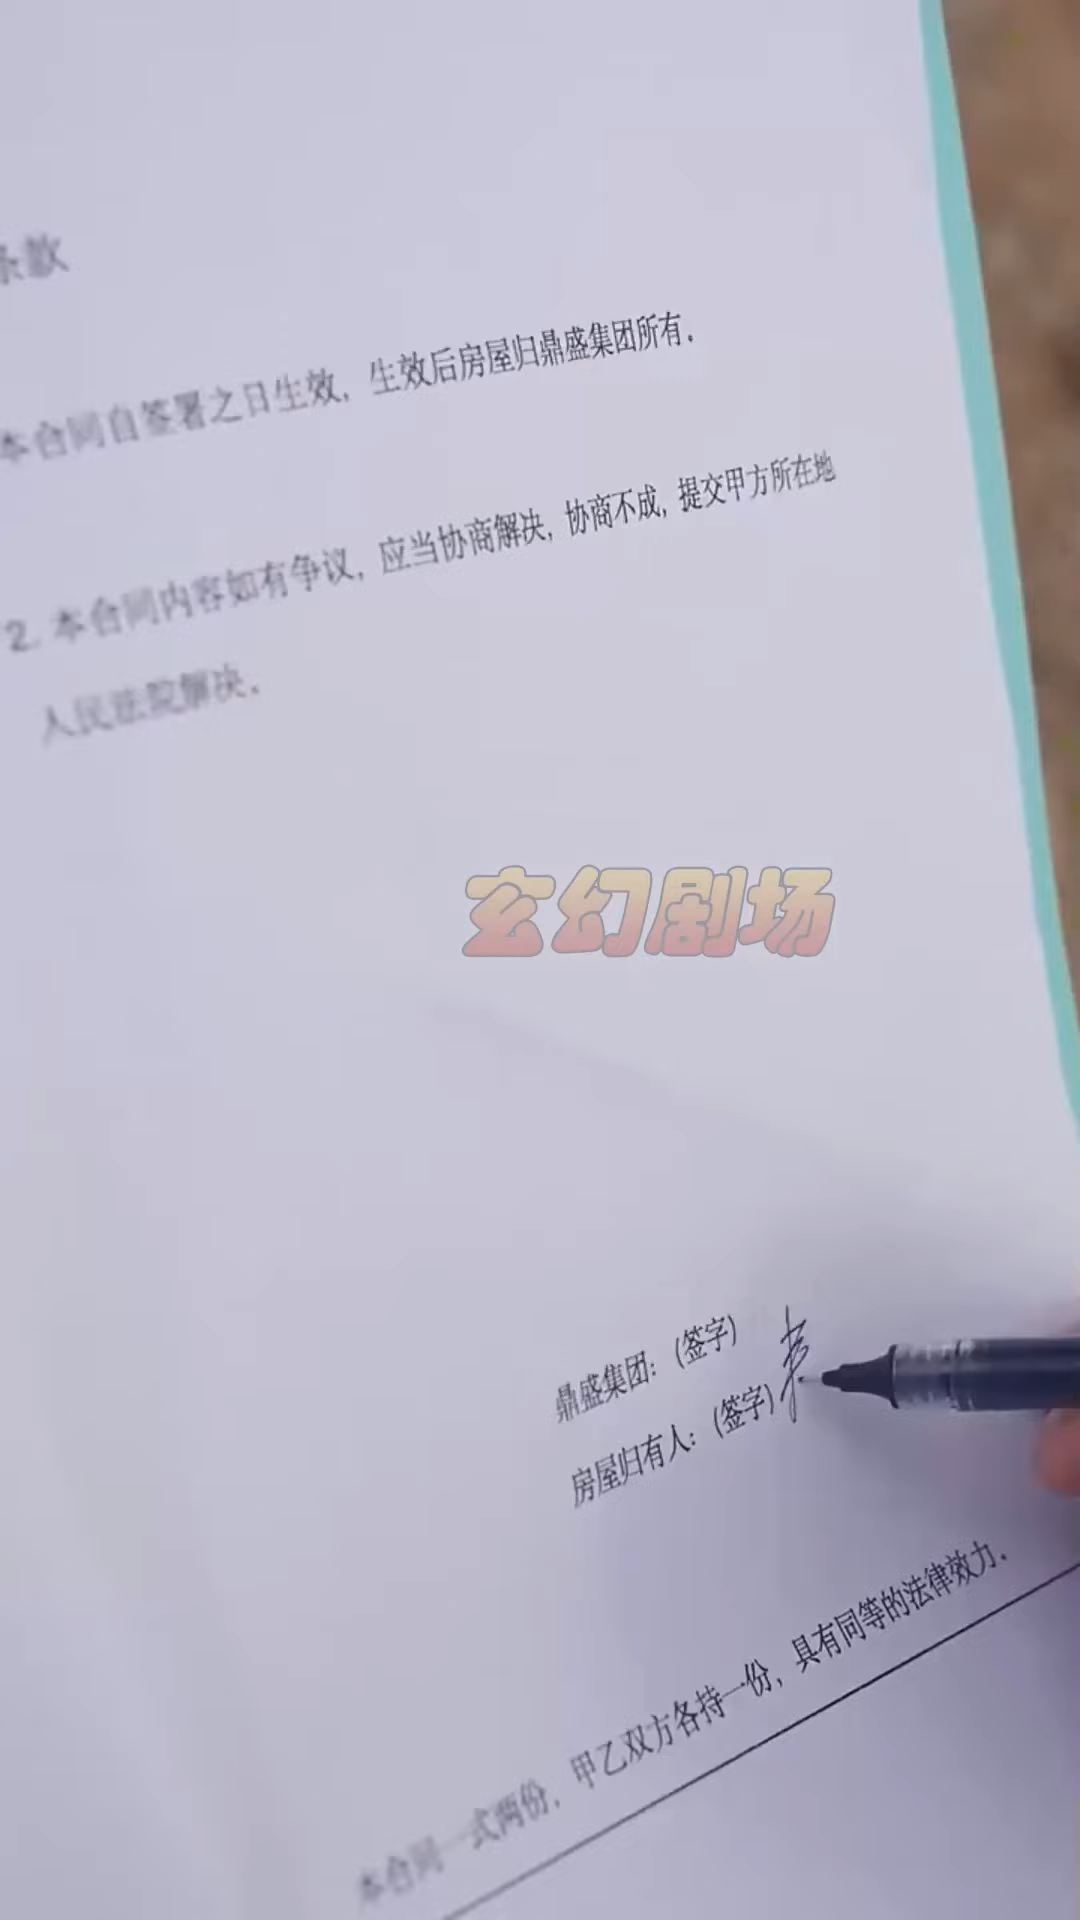 条款
本合同自签署之日生效，生效后房屋归鼎盛集团所有.
2. 本合同内容如有争议，应当协商解决，协商不成，提交甲方所在地
人民法院解决.
玄幻剧场
鼎盛集团：(签字)
房屋归有人：(签字)
本合同一式两份，甲乙双方各持一份，具有同等的法律效力.